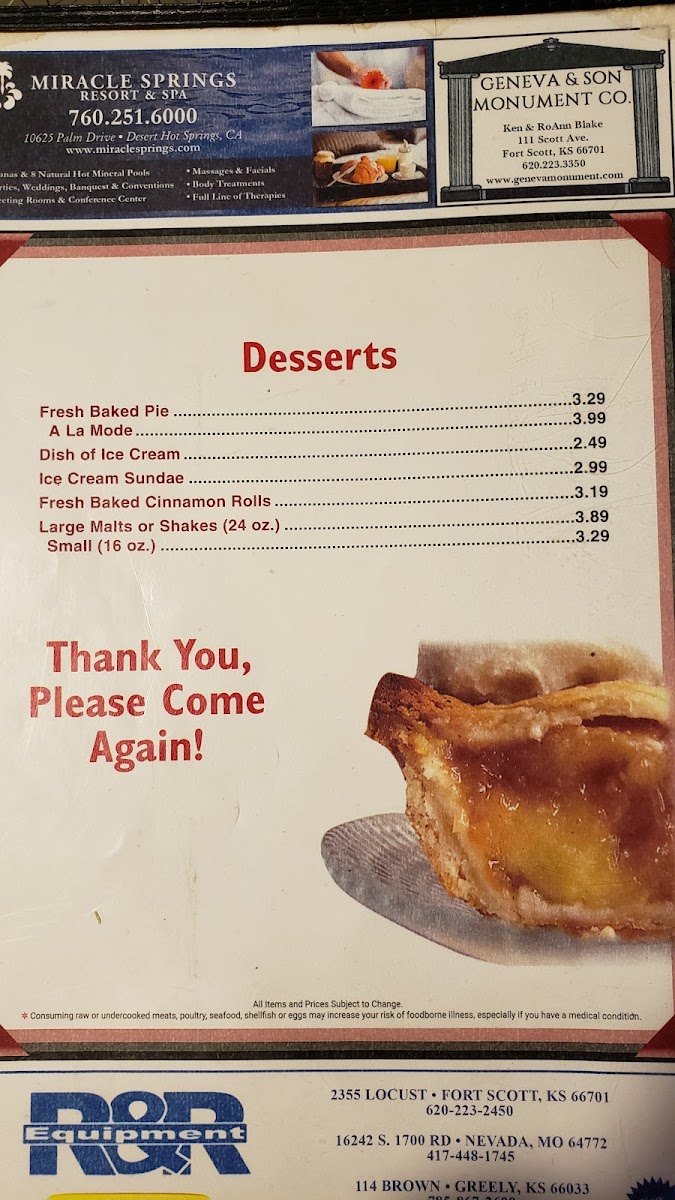 MIRACLE SPRINGS
RESORT & SPA
760.251.6000
10625 Palm Drive • Desert Hot Springs, CA
www.miraclesprings.com
& 8 Natural Hot Mineral Pools
Weddings, Banquest & Conventions
Rooms & Conference Center
• Massages & Facials
• Body Treatments
• Full Line of Therapies
GENEVA & SON
MONUMENT CO.
Ken & RoAnn Blake
111 Scott Ave.
Fort Scott, KS 66701
620.223.3350
www.genevamonument.com
Desserts
Fresh Baked Pie 3.29
A La Mode 3.99
Dish of Ice Cream 2.49
Ice Cream Sundae 2.99
Fresh Baked Cinnamon Rolls 3.19
Large Malts or Shakes (24 oz.) 3.89
Small (16 oz.) 3.29
Thank You,
Please Come
Again!
All Items and Prices Subject to Change.
* Consuming raw or undercooked meats, poultry, seafood, shellfish or eggs may increase your risk of foodborne illness, especially if you have a medical condition.
R&R
Equipment
2355 LOCUST • FORT SCOTT, KS 66701
620-223-2450
16242 S. 1700 RD • NEVADA, MO 64772
417-448-1745
114 BROWN • GREELY, KS 66033